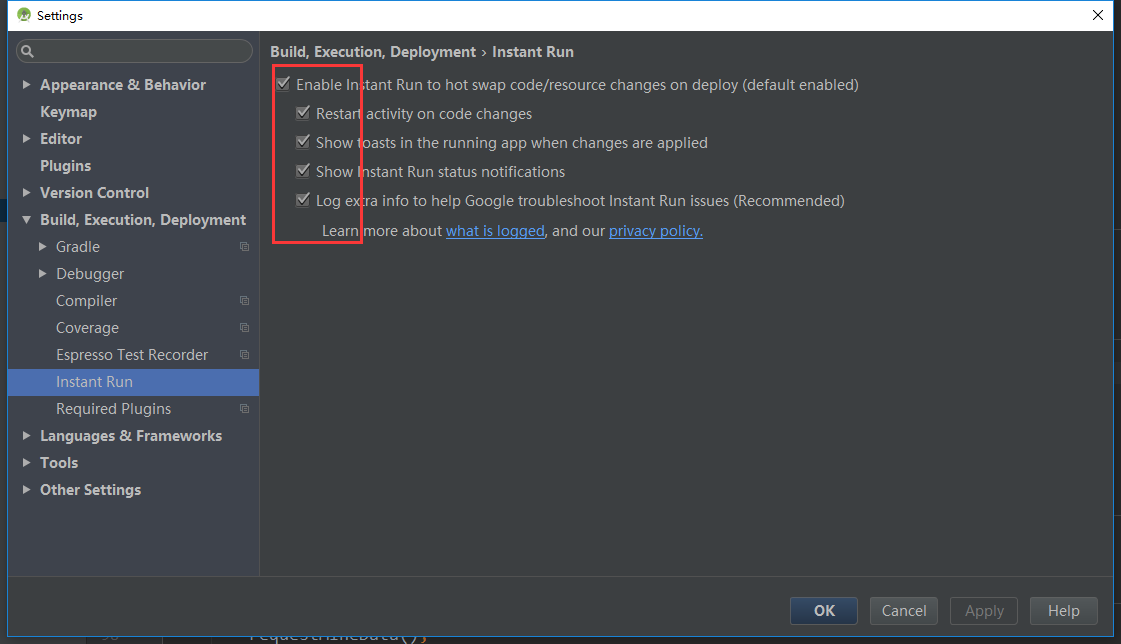 Settings
Build, Execution, Deployment › Instant Run
Appearance & Behavior
Keymap
Editor
Plugins
Version Control
Build, Execution, Deployment
Gradle
Debugger
Compiler
Coverage
Espresso Test Recorder
Instant Run
Required Plugins
Languages & Frameworks
Tools
Other Settings
Enable Instant Run to hot swap code/resource changes on deploy (default enabled)
Restart activity on code changes
Show toasts in the running app when changes are applied
Show Instant Run status notifications
Log extra info to help Google troubleshoot Instant Run issues (Recommended)
Learn more about what is logged, and our privacy policy.
OK Cancel Apply Help